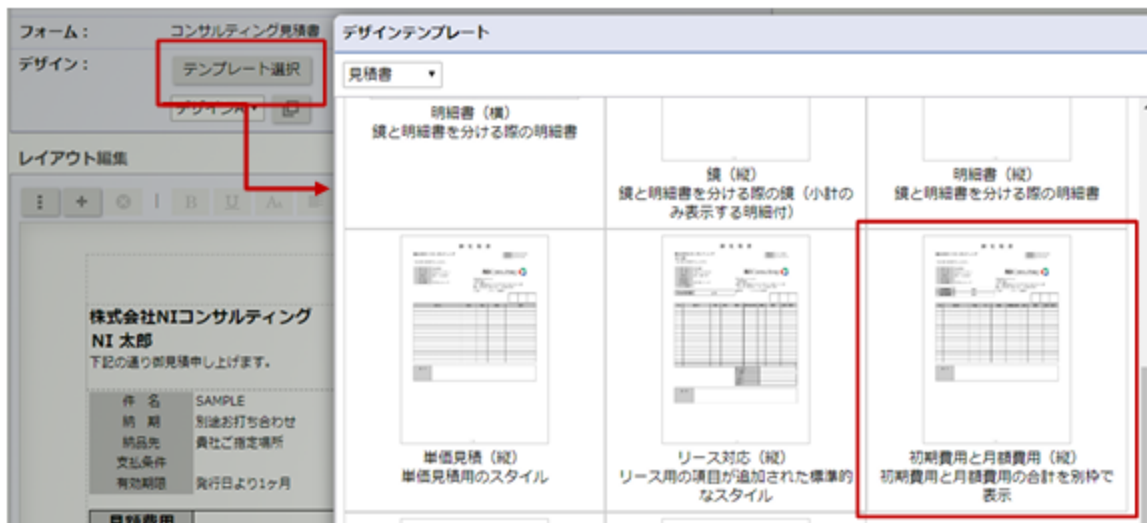 フォーム： コンサルティング見積書
デザイン：
テンプレート選択
デザインA
レイアウト編集
B U A
株式会社NIコンサルティング
NI 太郎
下記の通り御見積申し上げます。
件 名 SAMPLE
納 期 別途お打ち合わせ
納品先 貴社ご指定場所
支払条件
有効期限 発行日より1ヶ月
月額費用
デザインテンプレート
見積書
明細書（横）
鏡と明細書を分ける際の明細書
鏡（縦）
鏡と明細書を分ける際の鏡（小計の
み表示する明細付）
明細書（縦）
鏡と明細書を分ける際の明細書
単価見積（縦）
単価見積用のスタイル
リース対応（縦）
リース用の項目が追加された標準的
なスタイル
初期費用と月額費用（縦）
初期費用と月額費用の合計を別枠で
表示